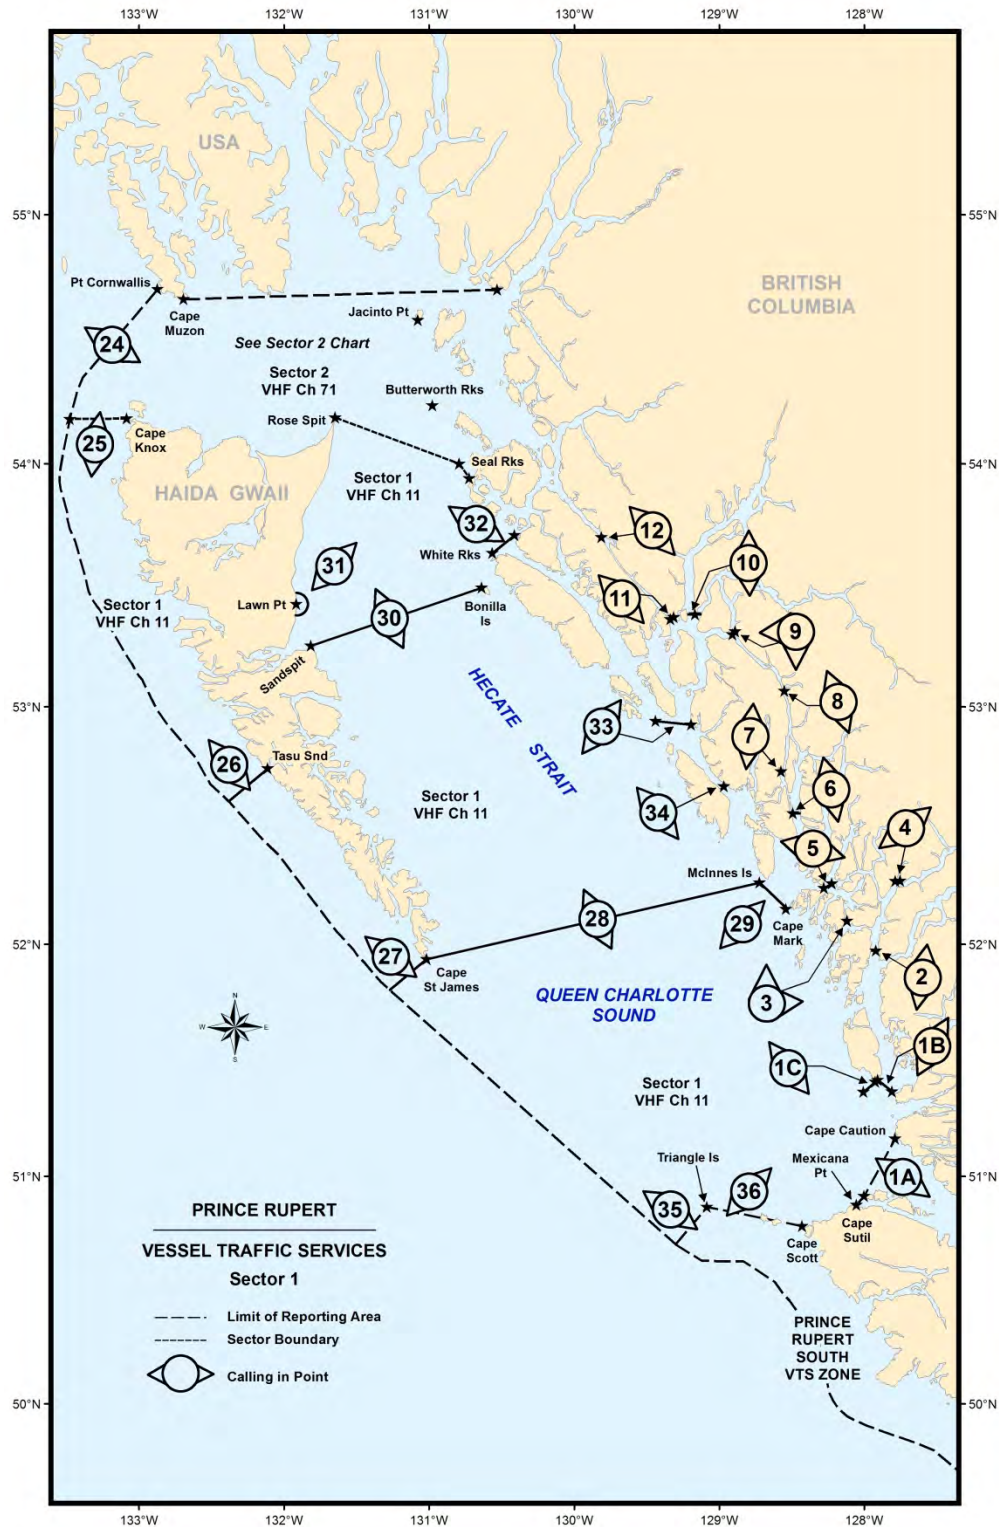 133°W 132°W 131°W 130°W 129°W 128°W
USA
55°N 55°N
BRITISH
COLUMBIA
Pt Cornwallis
Cape
Muzon
Jacinto Pt
24
See Sector 2 Chart
Sector 2
VHF Ch 71
Butterworth Rks
Rose Spit
25
Cape
Knox
54°N 54°N
Seal Rks
Sector 1
VHF Ch 11
HAIDA GWAII
32
12
White Rks
10
31
11
Lawn Pt
Sector 1
VHF Ch 11
30
Bonilla
Is
9
Sandspit
HECATE STRAIT
8
53°N 53°N
33
7
26
Tasu Snd
6
Sector 1
VHF Ch 11
34
4
5
McInnes Is
28
29
Cape
Mark
52°N 52°N
27
Cape
St James
2
3
QUEEN CHARLOTTE
SOUND
N
W E
S
1B
1C
Sector 1
VHF Ch 11
Cape Caution
Triangle Is
Mexicana
Pt
51°N 51°N
1A
36
35
Cape
Scott
Cape
Sutil
PRINCE RUPERT
VESSEL TRAFFIC SERVICES
Sector 1
Limit of Reporting Area
Sector Boundary
Calling in Point
PRINCE
RUPERT
SOUTH
VTS ZONE
50°N 50°N
133°W 132°W 131°W 130°W 129°W 128°W